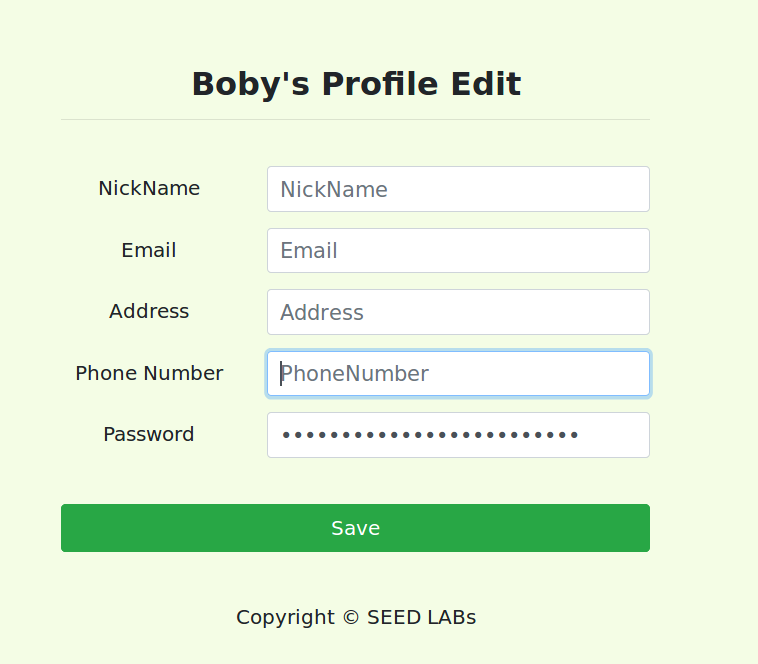 Boby's Profile Edit
NickName NickName
Email Email
Address Address
Phone Number PhoneNumber
Password •••••••••••••••••••••••••
Save
Copyright © SEED LABs